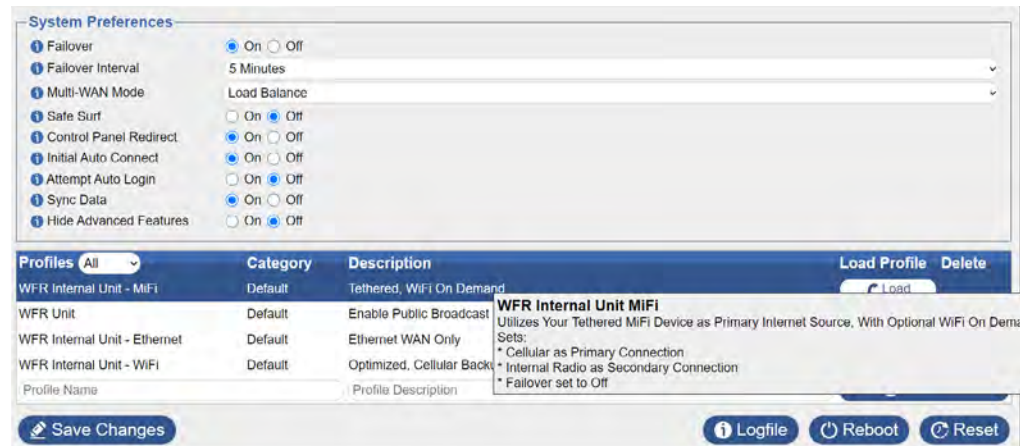 System Preferences
Failover On Off
Failover Interval 5 Minutes
Multi-WAN Mode Load Balance
Safe Surf On Off
Control Panel Redirect On Off
Initial Auto Connect On Off
Attempt Auto Login On Off
Sync Data On Off
Hide Advanced Features On Off
Profiles All Category Description Load Profile Delete
WFR Internal Unit - MiFi Default Tethered, WiFi On Demand Load
WFR Unit Default Enable Public Broadcast
WFR Internal Unit - Ethernet Default Ethernet WAN Only
WFR Internal Unit - WiFi Default Optimized, Cellular
Profile Name Profile Description
WFR Internal Unit MiFi
Utilizes Your Tethered MiFi Device as Primary Internet Source, With Optional WiFi On
Sets:
* Cellular as Primary Connection
* Internal Radio as Secondary Connection
* Failover set to Off
Save Changes Logfile Reboot Reset